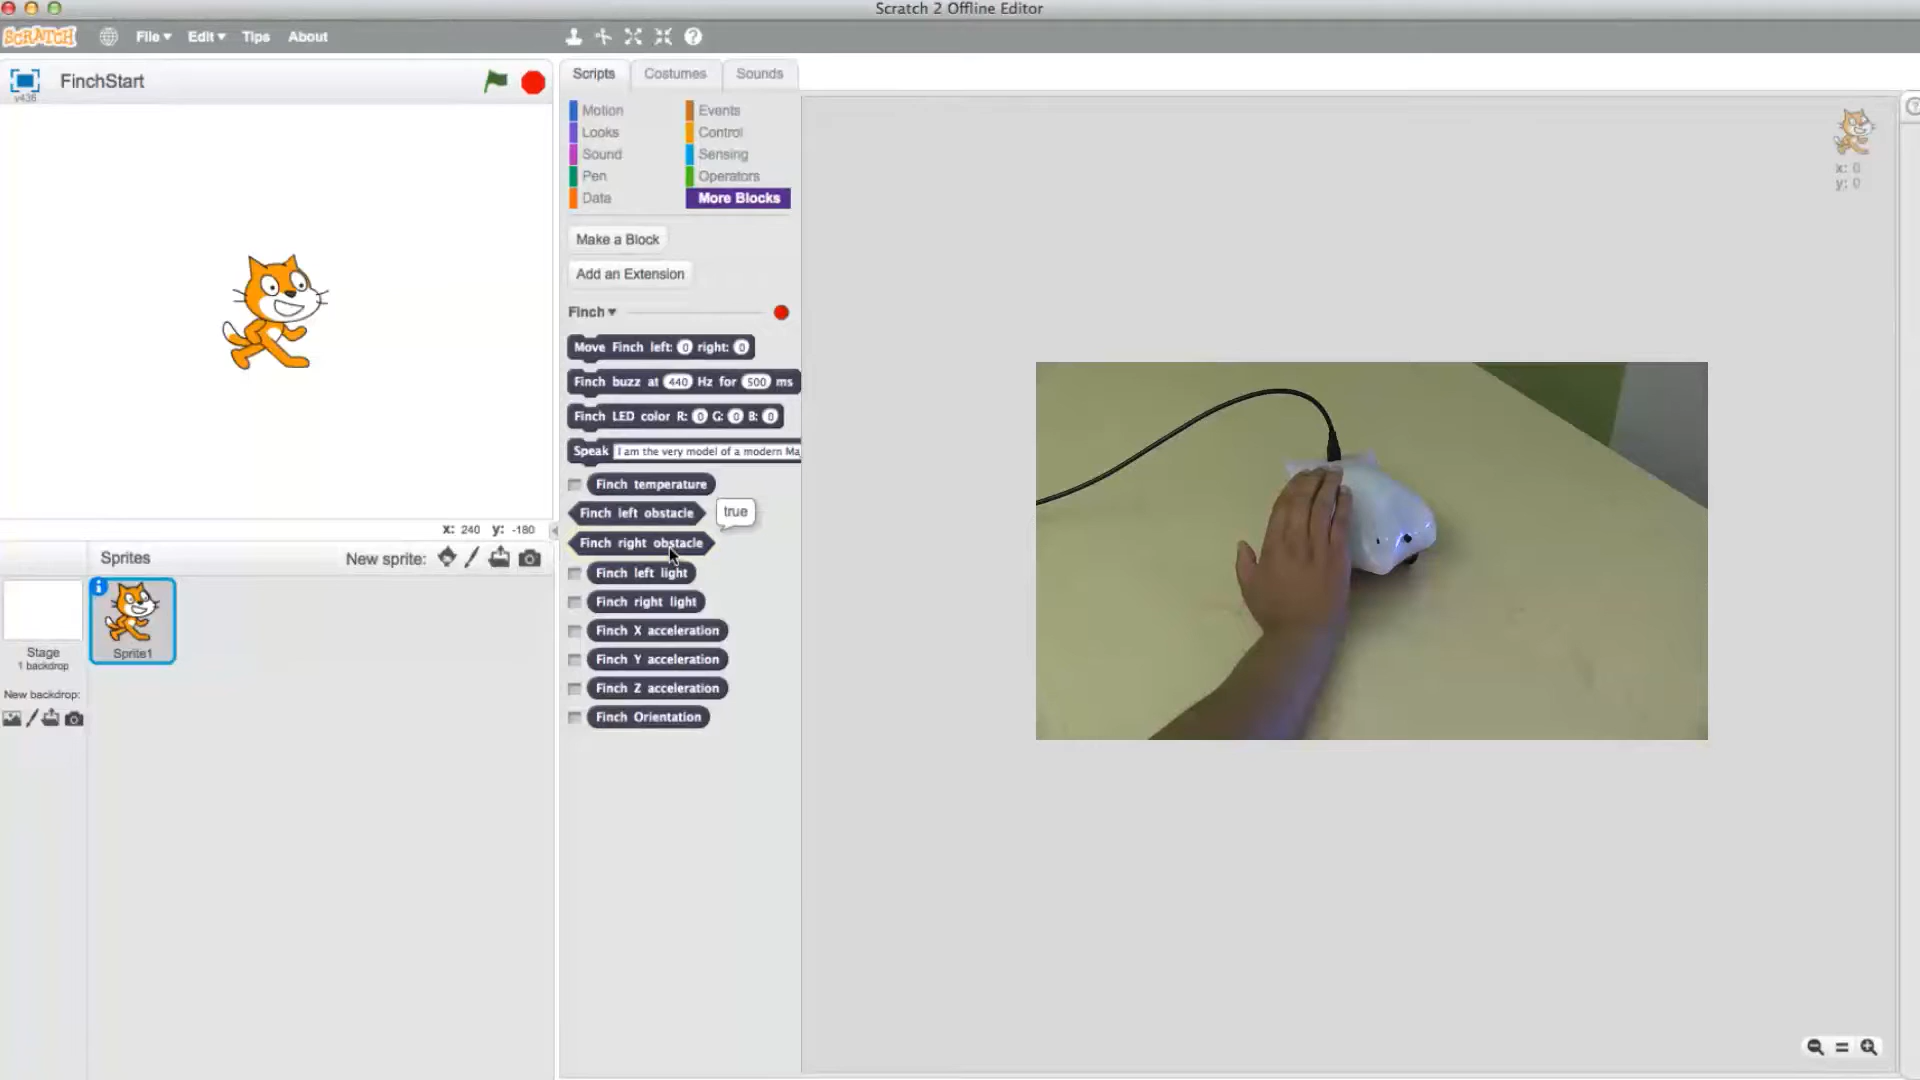 Scratch 2 Offline Editor
SCRATCH
File Edit Tips About
v436
FinchStart
Scripts Costumes Sounds
Motion Events
Looks Control
Sound Sensing
Pen Operators
Data More Blocks
Make a Block
Add an Extension
Finch
Move Finch left: 0 right: 0
Finch buzz at 440 Hz for 500 ms
Finch LED color R: 0 G: 0 B: 0
Speak I am the very model of a modern Ma
Finch temperature
Finch left obstacle
true
Finch right obstacle
Finch left light
Finch right light
Finch X acceleration
Finch Y acceleration
Finch Z acceleration
Finch Orientation
x: 0
y: 0
x: 240 y: -180
Sprites New sprite:
Stage
1 backdrop
New backdrop:
Sprite1